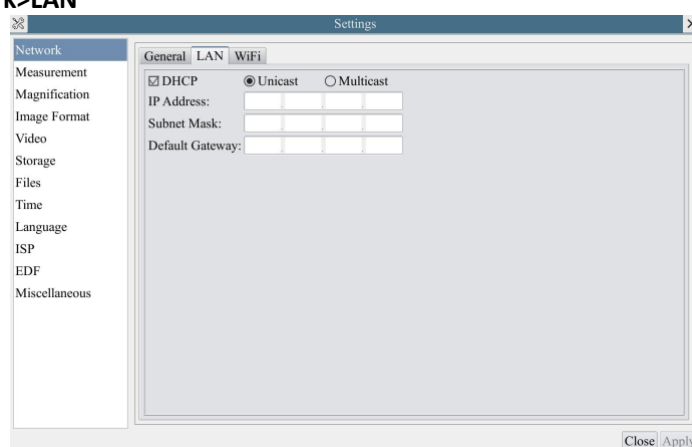 k>LAN
Settings
Network
Measurement
Magnification
Image Format
Video
Storage
Files
Time
Language
ISP
EDF
Miscellaneous
General LAN WiFi
DHCP Unicast Multicast
IP Address:
Subnet Mask:
Default Gateway:
Close Apply